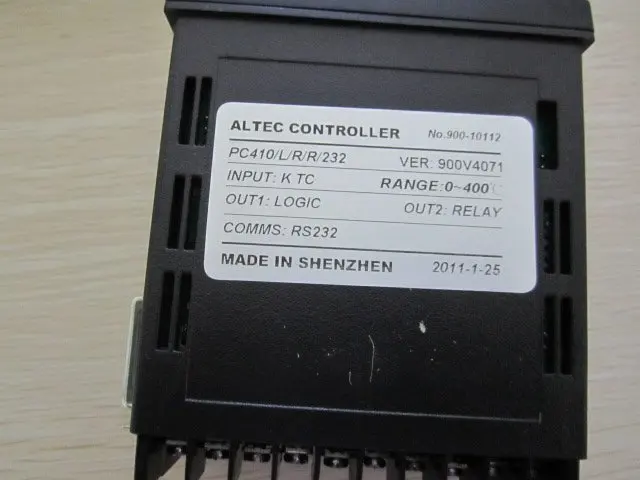 ALTEC CONTROLLER No.900-10112
PC410/L/R/R/232 VER: 900V4071
INPUT: K TC RANGE:0~400℃
OUT1: LOGIC OUT2: RELAY
COMMS: RS232
MADE IN SHENZHEN 2011-1-25